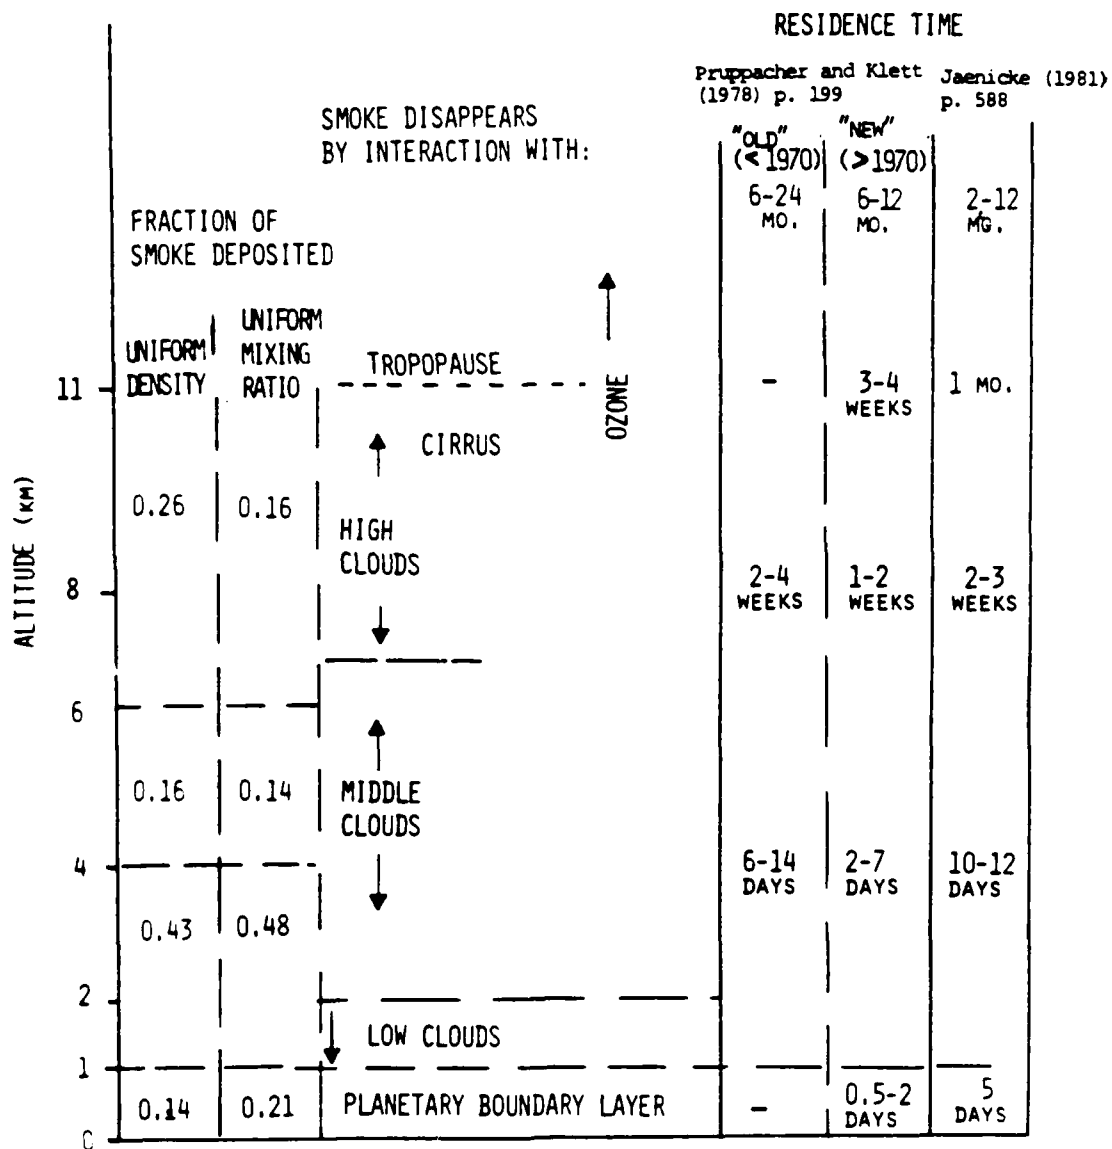 RESIDENCE TIME
Pruppacher and Klett
(1978) p. 199
Jaenicke (1981)
p. 588
SMOKE DISAPPEARS
BY INTERACTION WITH:
"OLD"
(< 1970)
"NEW"
(> 1970)
6-24
MO.
6-12
MO.
2-12
MO.
FRACTION OF
SMOKE DEPOSITED
UNIFORM
DENSITY
UNIFORM
MIXING
RATIO
TROPOPAUSE
OZONE
11
-
3-4
WEEKS
1 MO.
CIRRUS
0.26
0.16
HIGH
CLOUDS
ALTITUDE (KM)
8
2-4
WEEKS
1-2
WEEKS
2-3
WEEKS
6
0.16
0.14
MIDDLE
CLOUDS
4
6-14
DAYS
2-7
DAYS
10-12
DAYS
0.43
0.48
2
LOW CLOUDS
1
0.14
0.21
PLANETARY BOUNDARY LAYER
-
0.5-2
DAYS
5
DAYS
0